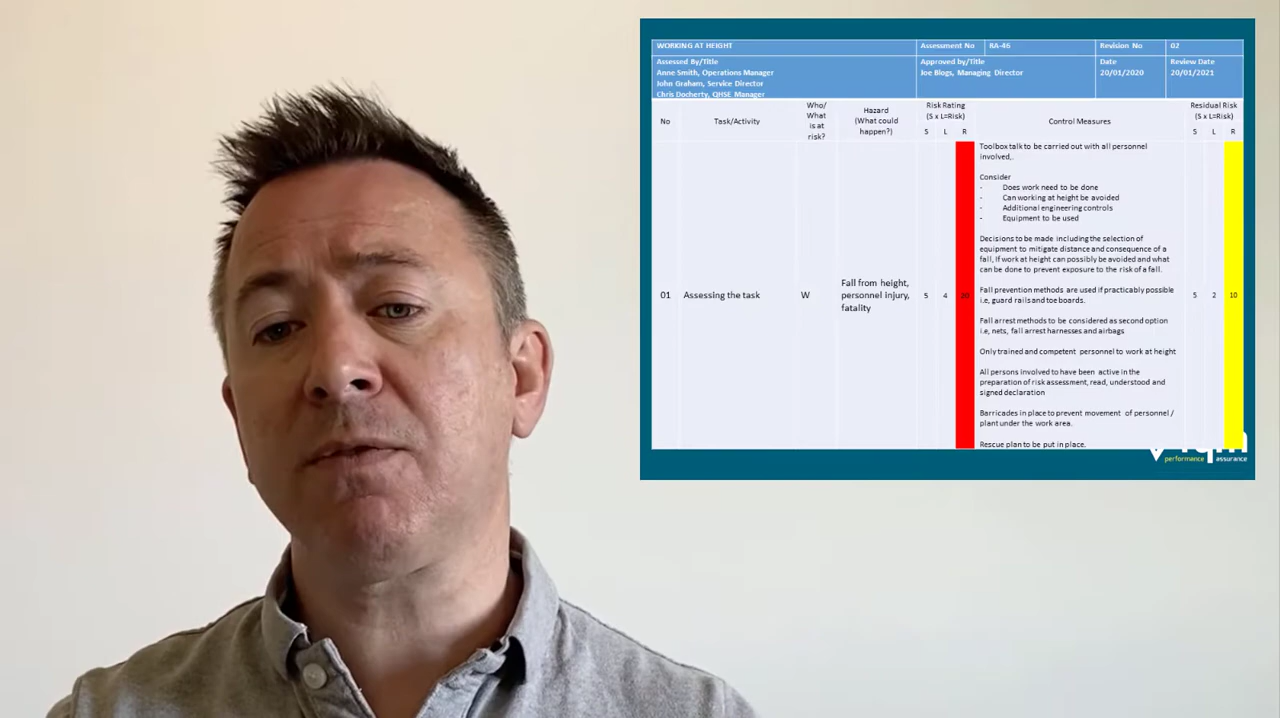 WORKING AT HEIGHT
Assessment No
RA-46
Revision No
02
Assessed By/Title
Anne Smith, Operations Manager
John Graham, Service Director
Chris Docherty, QHSE Manager
Approved by/Title
Joe Blogs, Managing Director
Date
20/01/2020
Review Date
20/01/2021
No
Task/Activity
Who/
What
is at
risk?
Hazard
(What could
happen?)
Risk Rating
(S x L=Risk)
S L R
Control Measures
Residual Risk
(S x L=Risk)
S L R
01
Assessing the task
W
Fall from height,
personnel injury,
fatality
5 4 20
Toolbox talk to be carried out with all personnel
involved,.
Consider
- Does work need to be done
- Can working at height be avoided
- Additional engineering controls
- Equipment to be used
Decisions to be made including the selection of
equipment to mitigate distance and consequence of a
fall, If work at height can possibly be avoided and what
can be done to prevent exposure to the risk of a fall.
Fall prevention methods are used if practicably possible
i.e, guard rails and toe boards.
Fall arrest methods to be considered as second option
i.e, nets, fall arrest harnesses and airbags
Only trained and competent personnel to work at height
All persons involved to have been active in the
preparation of risk assessment, read, understood and
signed declaration
Barricades in place to prevent movement of personnel /
plant under the work area.
Rescue plan to be put in place.
5 2 10
performance assurance